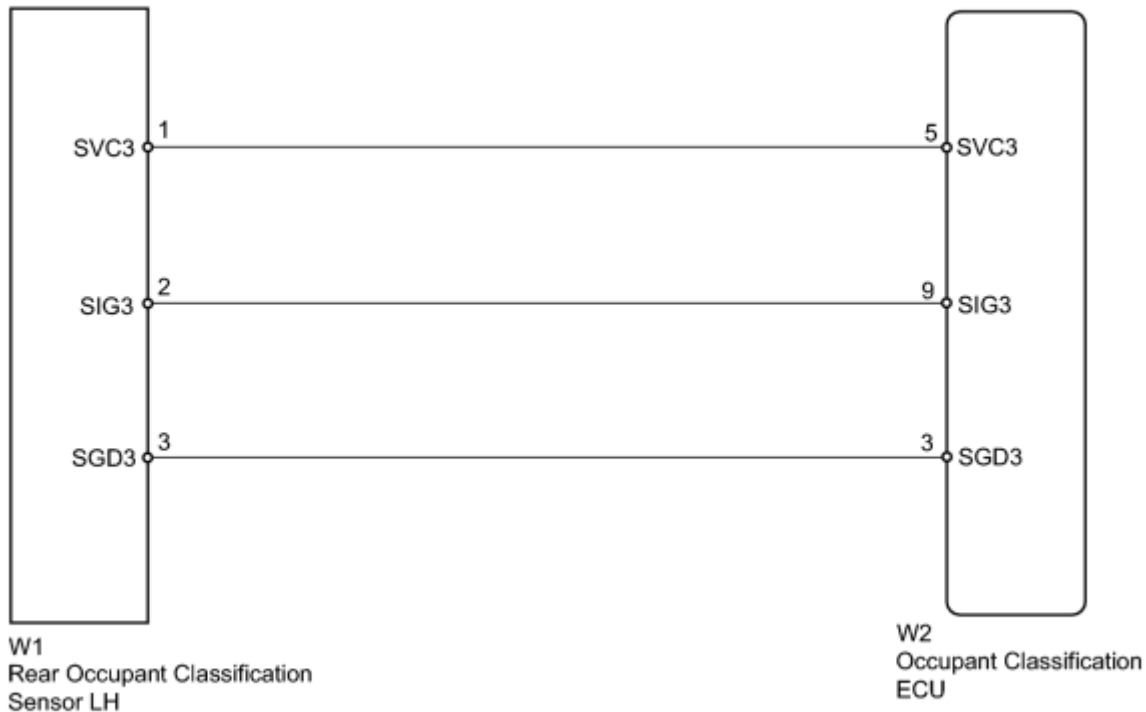 1
SVC3
5
SVC3
2
SIG3
9
SIG3
3
SGD3
3
SGD3
W1
Rear Occupant Classification
Sensor LH
W2
Occupant Classification
ECU